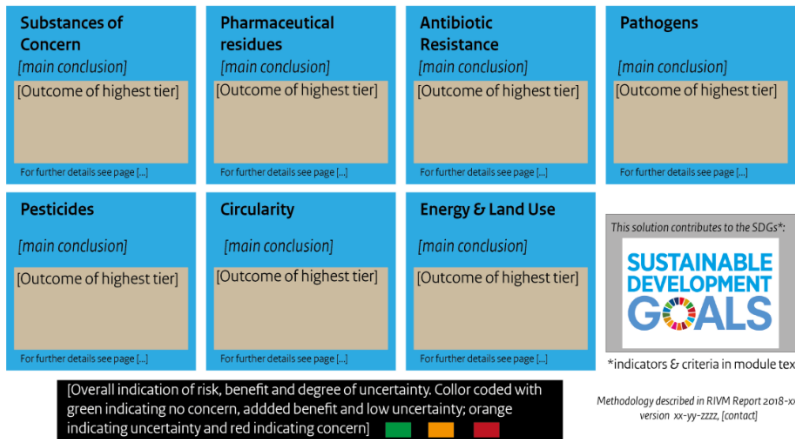 Substances of
Concern
[main conclusion]
[Outcome of highest tier]
For further details see page [...]
Pharmaceutical
residues
[main conclusion]
[Outcome of highest tier]
For further details see page [...]
Antibiotic
Resistance
[main conclusion]
[Outcome of highest tier]
For further details see page [...]
Pathogens
[main conclusion]
[Outcome of highest tier]
For further details see page [...]
Pesticides
[main conclusion]
[Outcome of highest tier]
For further details see page [...]
Circularity
[main conclusion]
[Outcome of highest tier]
For further details see page [...]
Energy & Land Use
[main conclusion]
[Outcome of highest tier]
For further details see page [...]
This solution contributes to the SDGs*:
SUSTAINABLE
DEVELOPMENT
GOALS
*indicators & criteria in module tex
[Overall indication of risk, benefit and degree of uncertainty. Collor coded with
green indicating no concern, addded benefit and low uncertainty; orange
indicating uncertainty and red indicating concern]
Methodology described in RIVM Report 2018-xx
version xx-yy-zzzz, [contact]